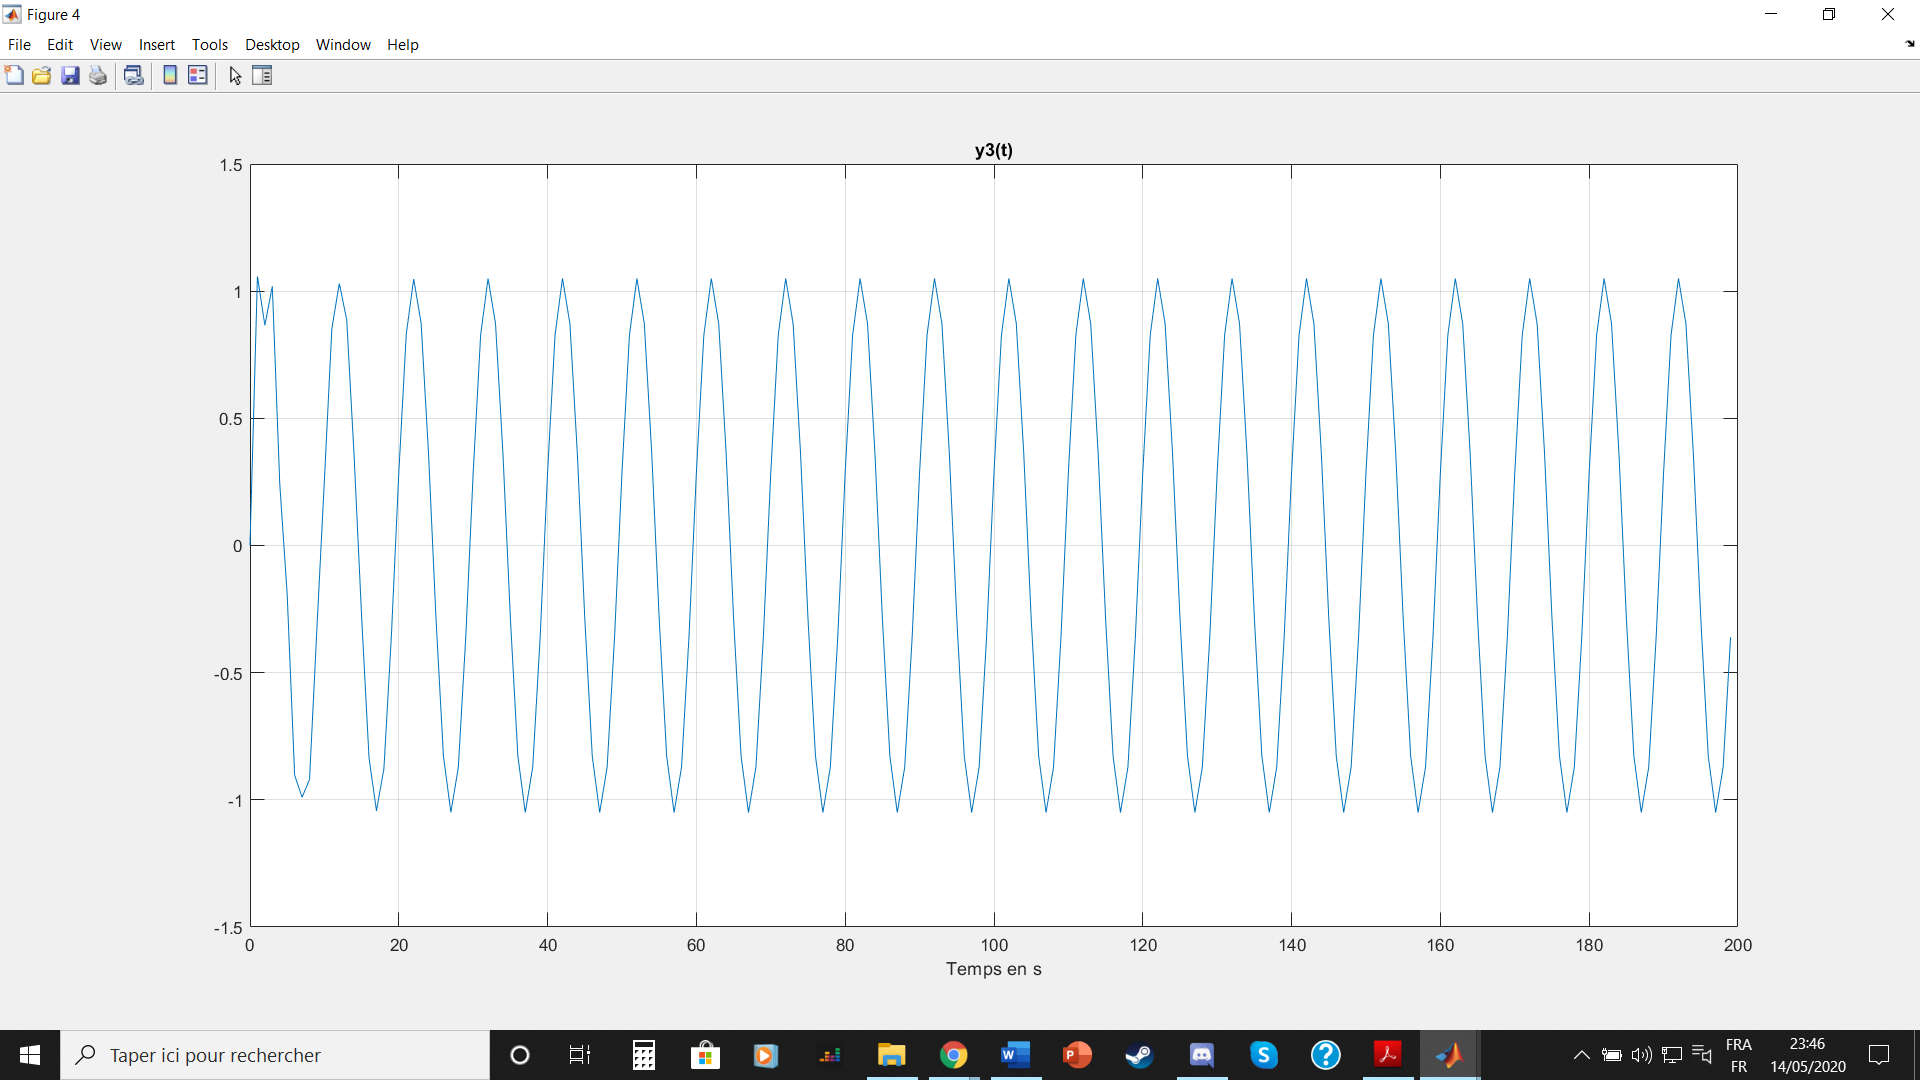 Figure 4
File Edit View Insert Tools Desktop Window Help
y3(t)
1.5
1
0.5
0
-0.5
-1
-1.5
0 20 40 60 80 100 120 140 160 180 200
Temps en s
Taper ici pour rechercher
FRA
FR
23:46
14/05/2020